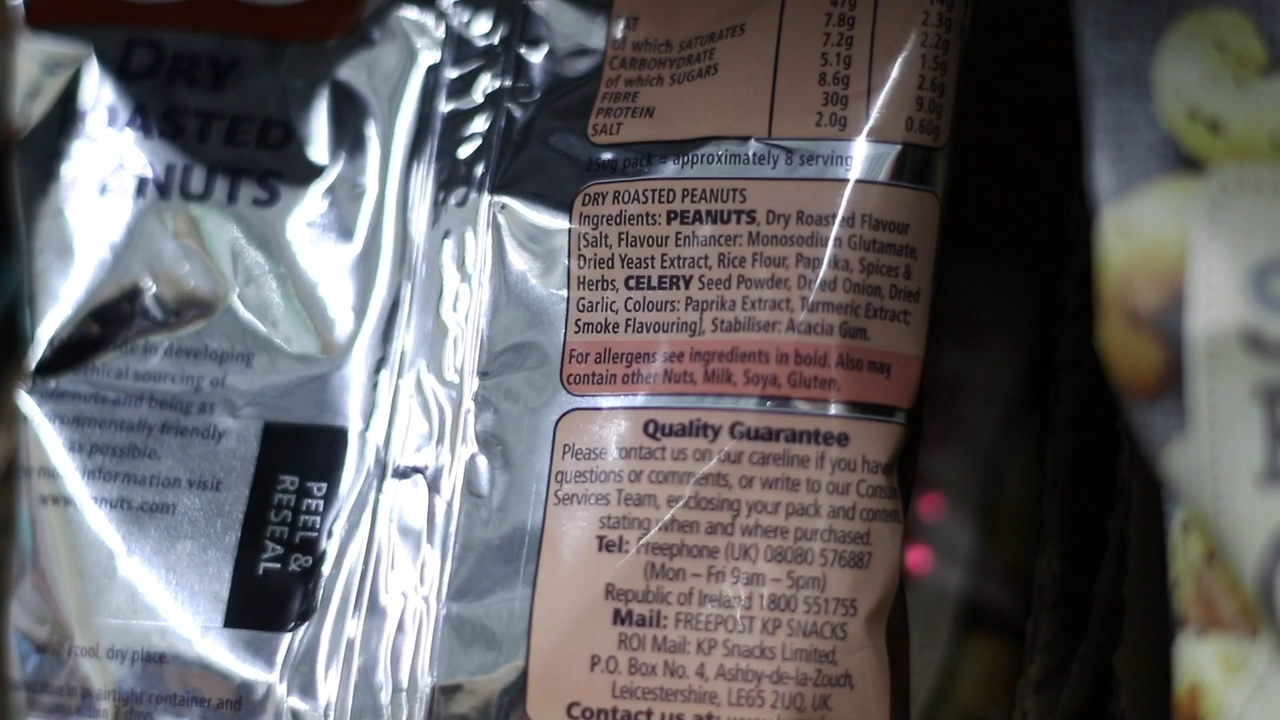 DRY
NUTS
developing
ethical sourcing of
and being as
friendly
as possible.
information visit
PEEL &
RESEAL
cool, dry place.
airtight container and
47g 14g
7.8g 2.3g
of which SATURATES 7.2g 2.2g
CARBOHYDRATE 5.1g 1.5g
of which SUGARS 8.6g 2.6g
FIBRE 30g 9.0g
PROTEIN 2.0g 0.60g
SALT
250g pack = approximately 8 serving
DRY ROASTED PEANUTS
Ingredients: PEANUTS, Dry Roasted Flavour
[Salt, Flavour Enhancer: Monosodium Glutamate,
Dried Yeast Extract, Rice Flour, Paprika, Spices &
Herbs, CELERY Seed Powder, Dried Onion, Dried
Garlic, Colours: Paprika Extract, Turmeric Extract;
Smoke Flavouring], Stabiliser: Acacia Gum.
For allergens see ingredients in bold. Also may
contain other Nuts, Milk, Soya, Gluten.
Quality Guarantee
Please contact us on our careline if you have
questions or comments, or write to our Consu
Services Team, enclosing your pack and contents,
stating when and where purchased.
Tel: Freephone (UK) 08080 576887
(Mon – Fri 9am – 5pm)
Republic of Ireland 1800 551755
Mail: FREEPOST KP SNACKS
ROI Mail: KP Snacks Limited,
P.O. Box No. 4, Ashby-de-la-Zouch,
Leicestershire, LE65 2UQ, UK.
Contact us at: